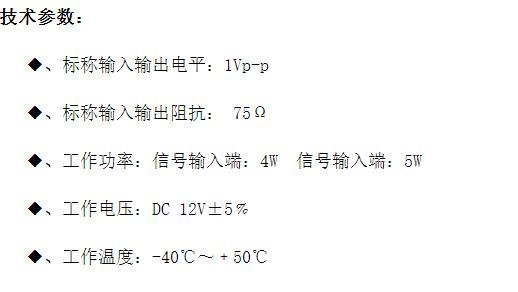 技术参数：
◆、标称输入输出电平：1Vp-p
◆、标称输入输出阻抗： 75Ω
◆、工作功率：信号输入端：4W  信号输入端：5W
◆、工作电压：DC 12V±5%
◆、工作温度：-40℃～﹢50℃